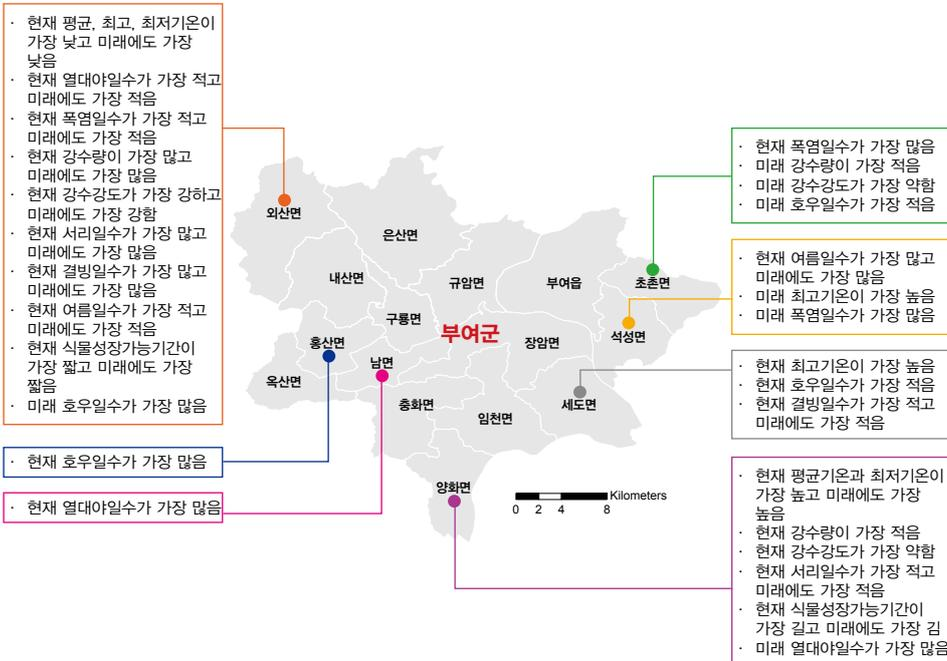 · 현재 평균, 최고, 최저기온이
가장 낮고 미래에도 가장
낮음
· 현재 열대야일수가 가장 적고
미래에도 가장 적음
· 현재 폭염일수가 가장 적고
미래에도 가장 적음
· 현재 강수량이 가장 많고
미래에도 가장 많음
· 현재 강수강도가 가장 강하고
미래에도 가장 강함
· 현재 서리일수가 가장 많고
미래에도 가장 많음
· 현재 결빙일수가 가장 많고
미래에도 가장 많음
· 현재 여름일수가 가장 적고
미래에도 가장 적음
· 현재 식물성장가능기간이
가장 짧고 미래에도 가장
짧음
· 미래 호우일수가 가장 많음
· 현재 호우일수가 가장 많음
· 현재 열대야일수가 가장 많음
외산면
은산면
내산면
규암면
부여읍
초촌면
구룡면
부여군
홍산면
남면
장암면
석성면
옥산면
충화면
임천면
세도면
양화면
Kilometers
0 2 4 8
· 현재 폭염일수가 가장 많음
· 미래 강수량이 가장 적음
· 미래 강수강도가 가장 약함
· 미래 호우일수가 가장 적음
· 현재 여름일수가 가장 많고
미래에도 가장 많음
· 미래 최고기온이 가장 높음
· 미래 폭염일수가 가장 많음
· 현재 최고기온이 가장 높음
· 현재 호우일수가 가장 적음
· 현재 결빙일수가 가장 적고
미래에도 가장 적음
· 현재 평균기온과 최저기온이
가장 높고 미래에도 가장
높음
· 현재 강수량이 가장 적음
· 현재 강수강도가 가장 약함
· 현재 서리일수가 가장 적고
미래에도 가장 적음
· 현재 식물성장가능기간이
가장 길고 미래에도 가장 김
· 미래 열대야일수가 가장 많음